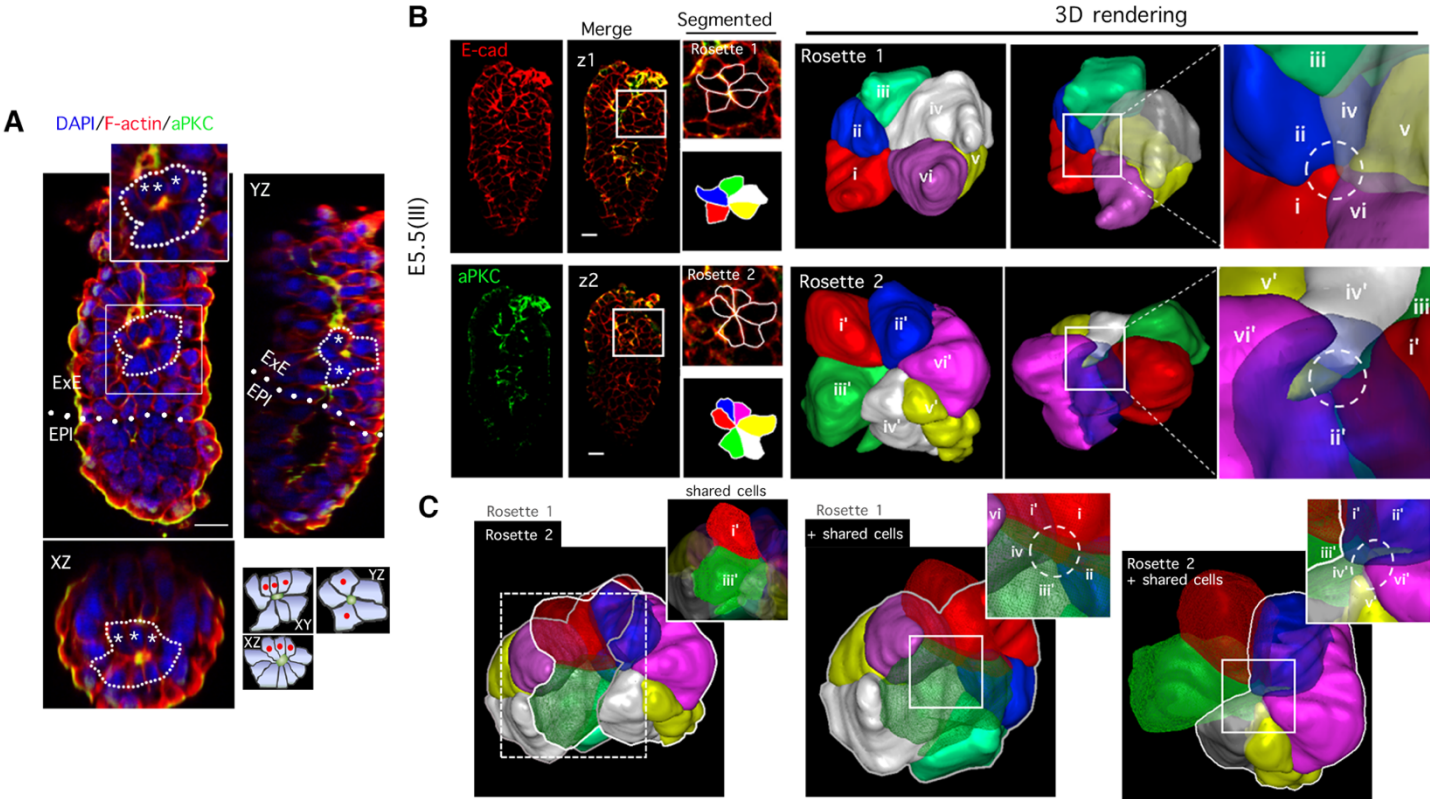 A
DAPI/F-actin/aPKC
** *
YZ
*
*
ExE
EPI
ExE
EPI
XZ
* * *
XY
YZ
XZ
B
Merge
Segmented
3D rendering
E5.5(III)
E-cad
z1
Rosette 1
Rosette 1
i
ii
iii
iv
v
vi
i
ii
iii
iv
v
vi
aPKC
z2
Rosette 2
Rosette 2
i'
ii'
iii'
iv'
v'
vi'
v'
iv'
iii
vi'
i'
ii'
C
Rosette 1
Rosette 2
shared cells
i'
iii'
Rosette 1
+ shared cells
vi
i'
i
iv
ii
iii'
Rosette 2
+ shared cells
i'
ii'
iii'
iv'
vi'
v